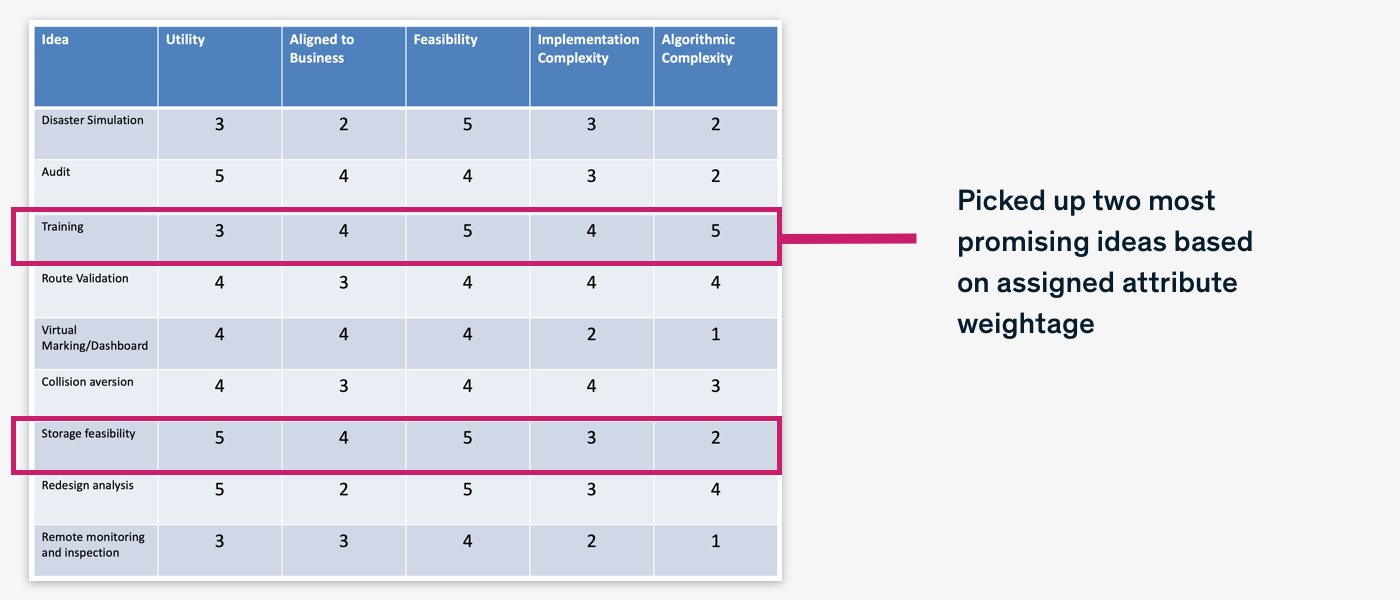 Idea Utility Aligned to Business Feasibility Implementation Complexity Algorithmic Complexity
Disaster Simulation 3 2 5 3 2
Audit 5 4 4 3 2
Training 3 4 5 4 5
Route Validation 4 3 4 4 4
Virtual Marking/Dashboard 4 4 4 2 1
Collision aversion 4 3 4 4 3
Storage feasibility 5 4 5 3 2
Redesign analysis 5 2 5 3 4
Remote monitoring and inspection 3 3 4 2 1
Picked up two most
promising ideas based
on assigned attribute
weightage